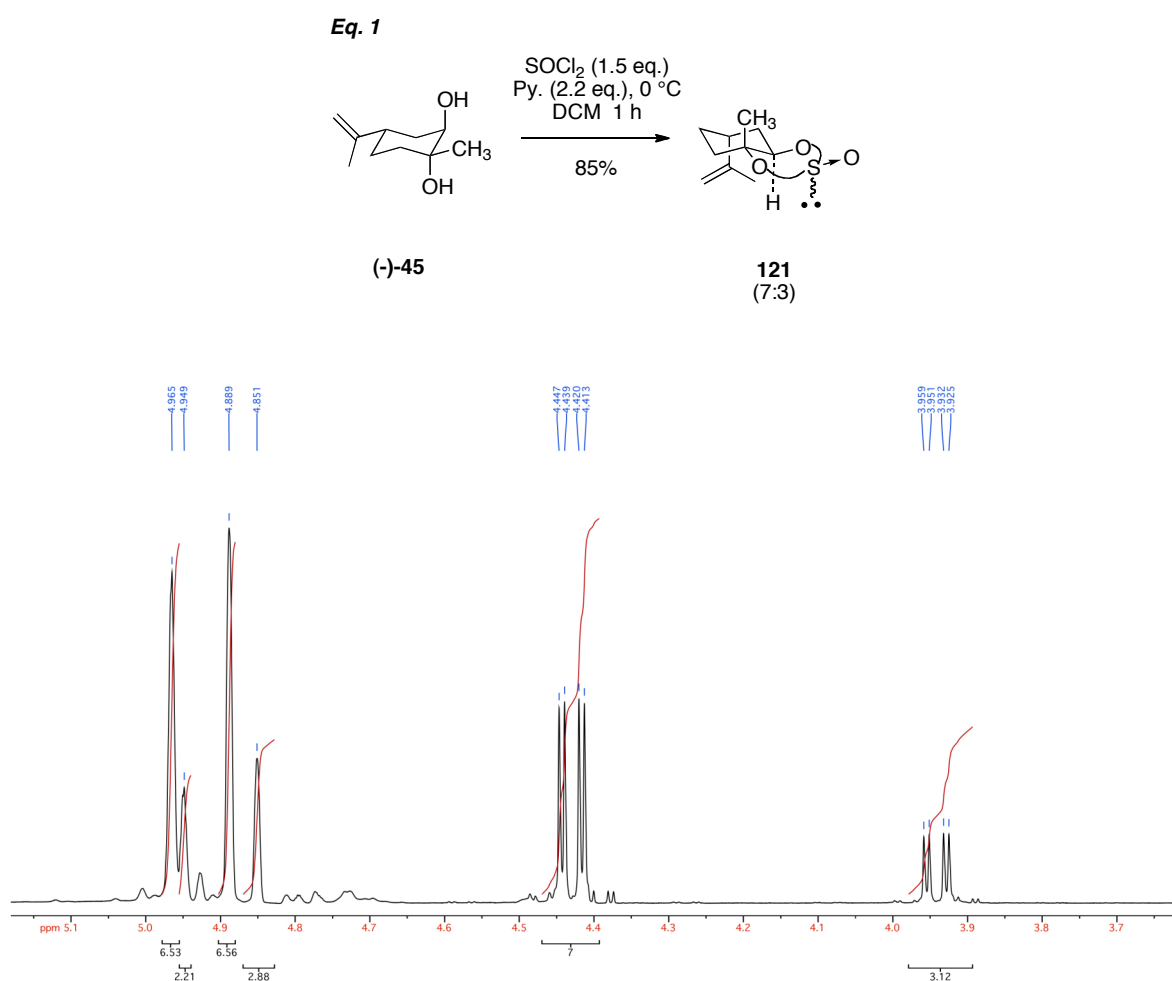 Eq. 1
SOCl2 (1.5 eq.)
Py. (2.2 eq.), 0 °C
DCM 1 h
85%
OH
CH3
OH
CH3
O
O
S
O
H
(-)-45
121
(7:3)
4.965
4.949
4.889
4.851
4.447
4.439
4.420
4.413
3.959
3.951
3.932
3.925
ppm 5.1 5.0 4.9 4.8 4.7 4.6 4.5 4.4 4.3 4.2 4.1 4.0 3.9 3.8 3.7
6.53 6.56 7 3.12
2.21 2.88